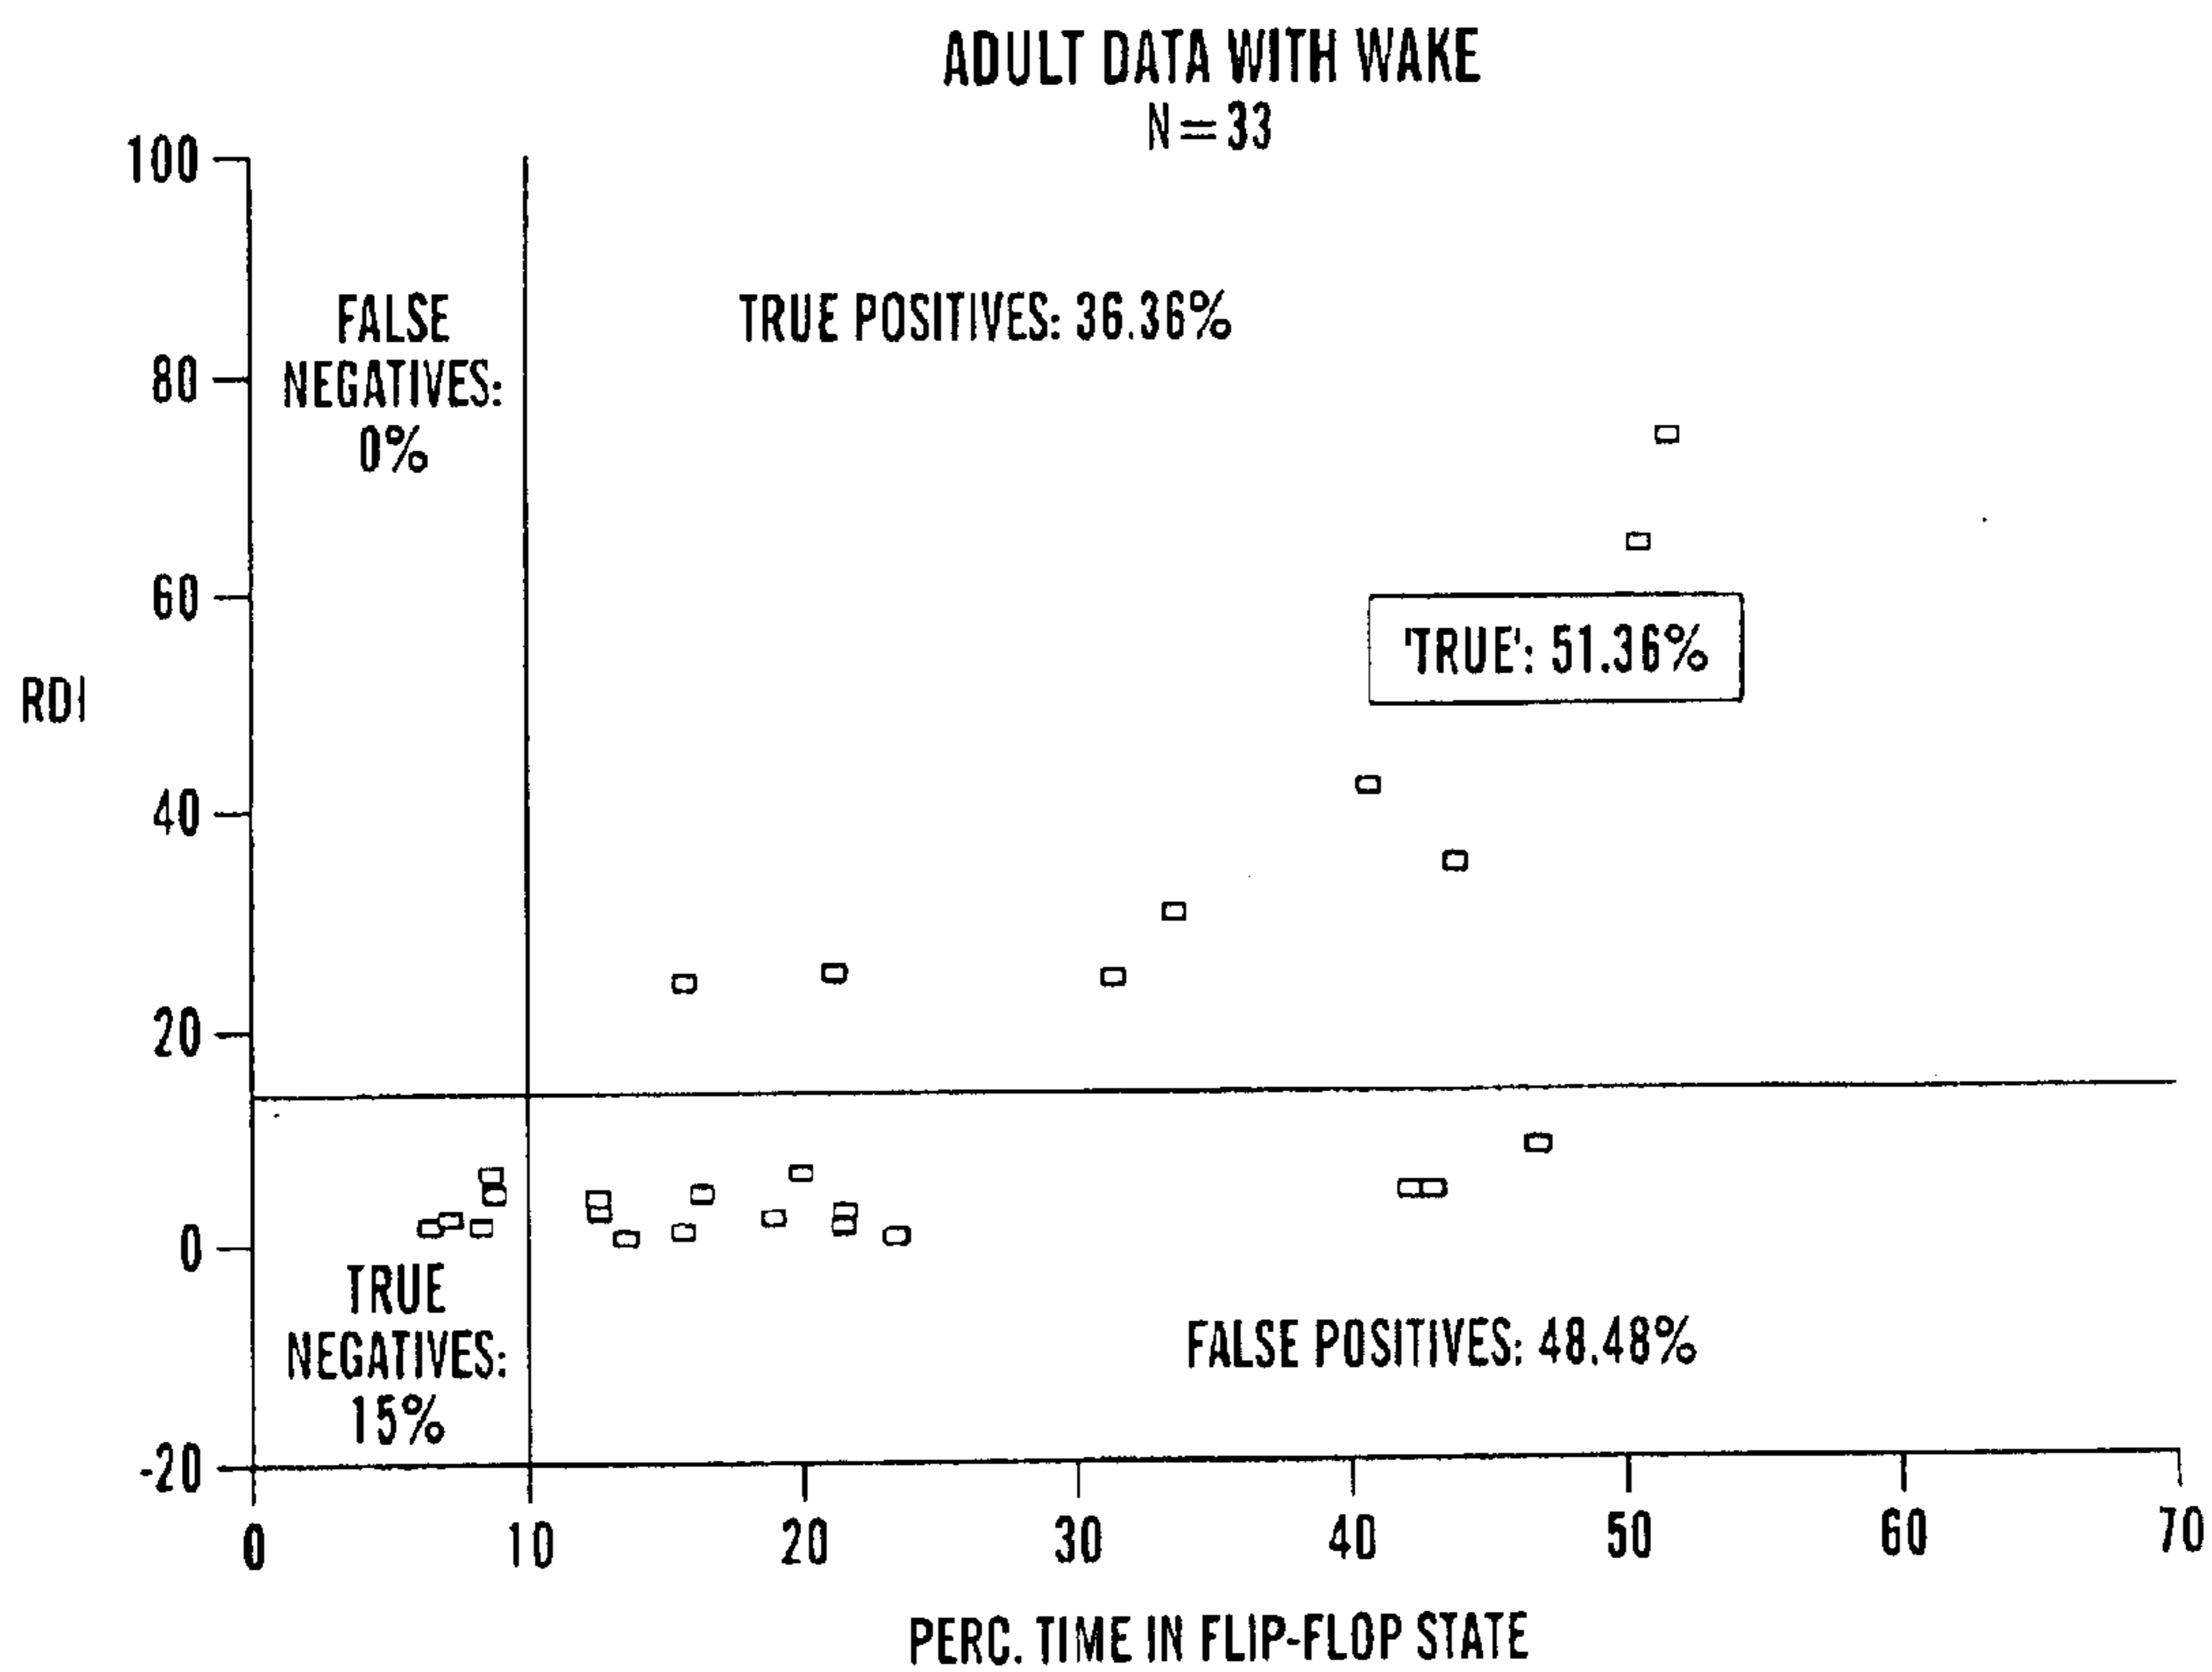 ADULT DATA WITH WAKE
N=33
100
80
60
40
20
0
-20
RDI
FALSE
NEGATIVES:
0%
TRUE POSITIVES: 36.36%
'TRUE': 51.36%
TRUE
NEGATIVES:
15%
FALSE POSITIVES: 48.48%
0 10 20 30 40 50 60 70
PERC. TIME IN FLIP-FLOP STATE